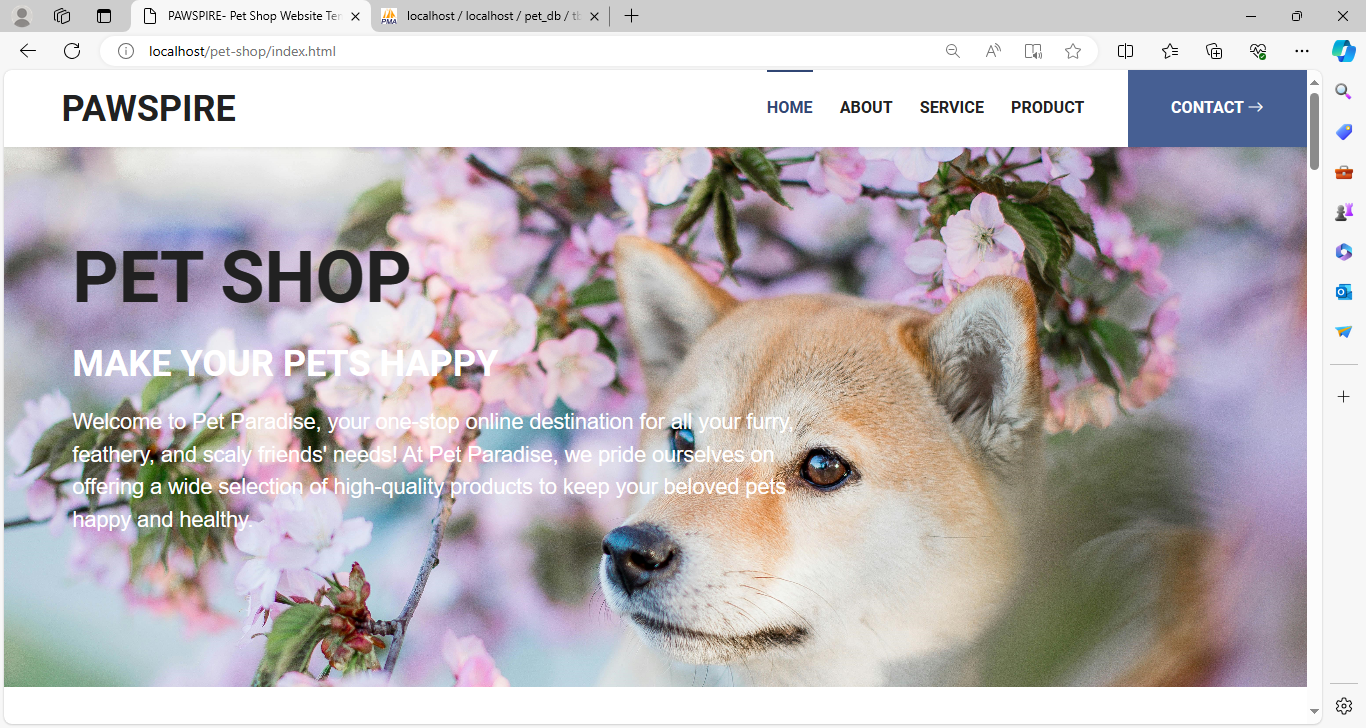 PAWSPIRE- Pet Shop Website Ten
localhost / localhost / pet_db / tb
localhost/pet-shop/index.html
PAWSPIRE
HOME
ABOUT
SERVICE
PRODUCT
CONTACT →
PET SHOP
MAKE YOUR PETS HAPPY
Welcome to Pet Paradise, your one-stop online destination for all your furry,
feathery, and scaly friends' needs! At Pet Paradise, we pride ourselves on
offering a wide selection of high-quality products to keep your beloved pets
happy and healthy.